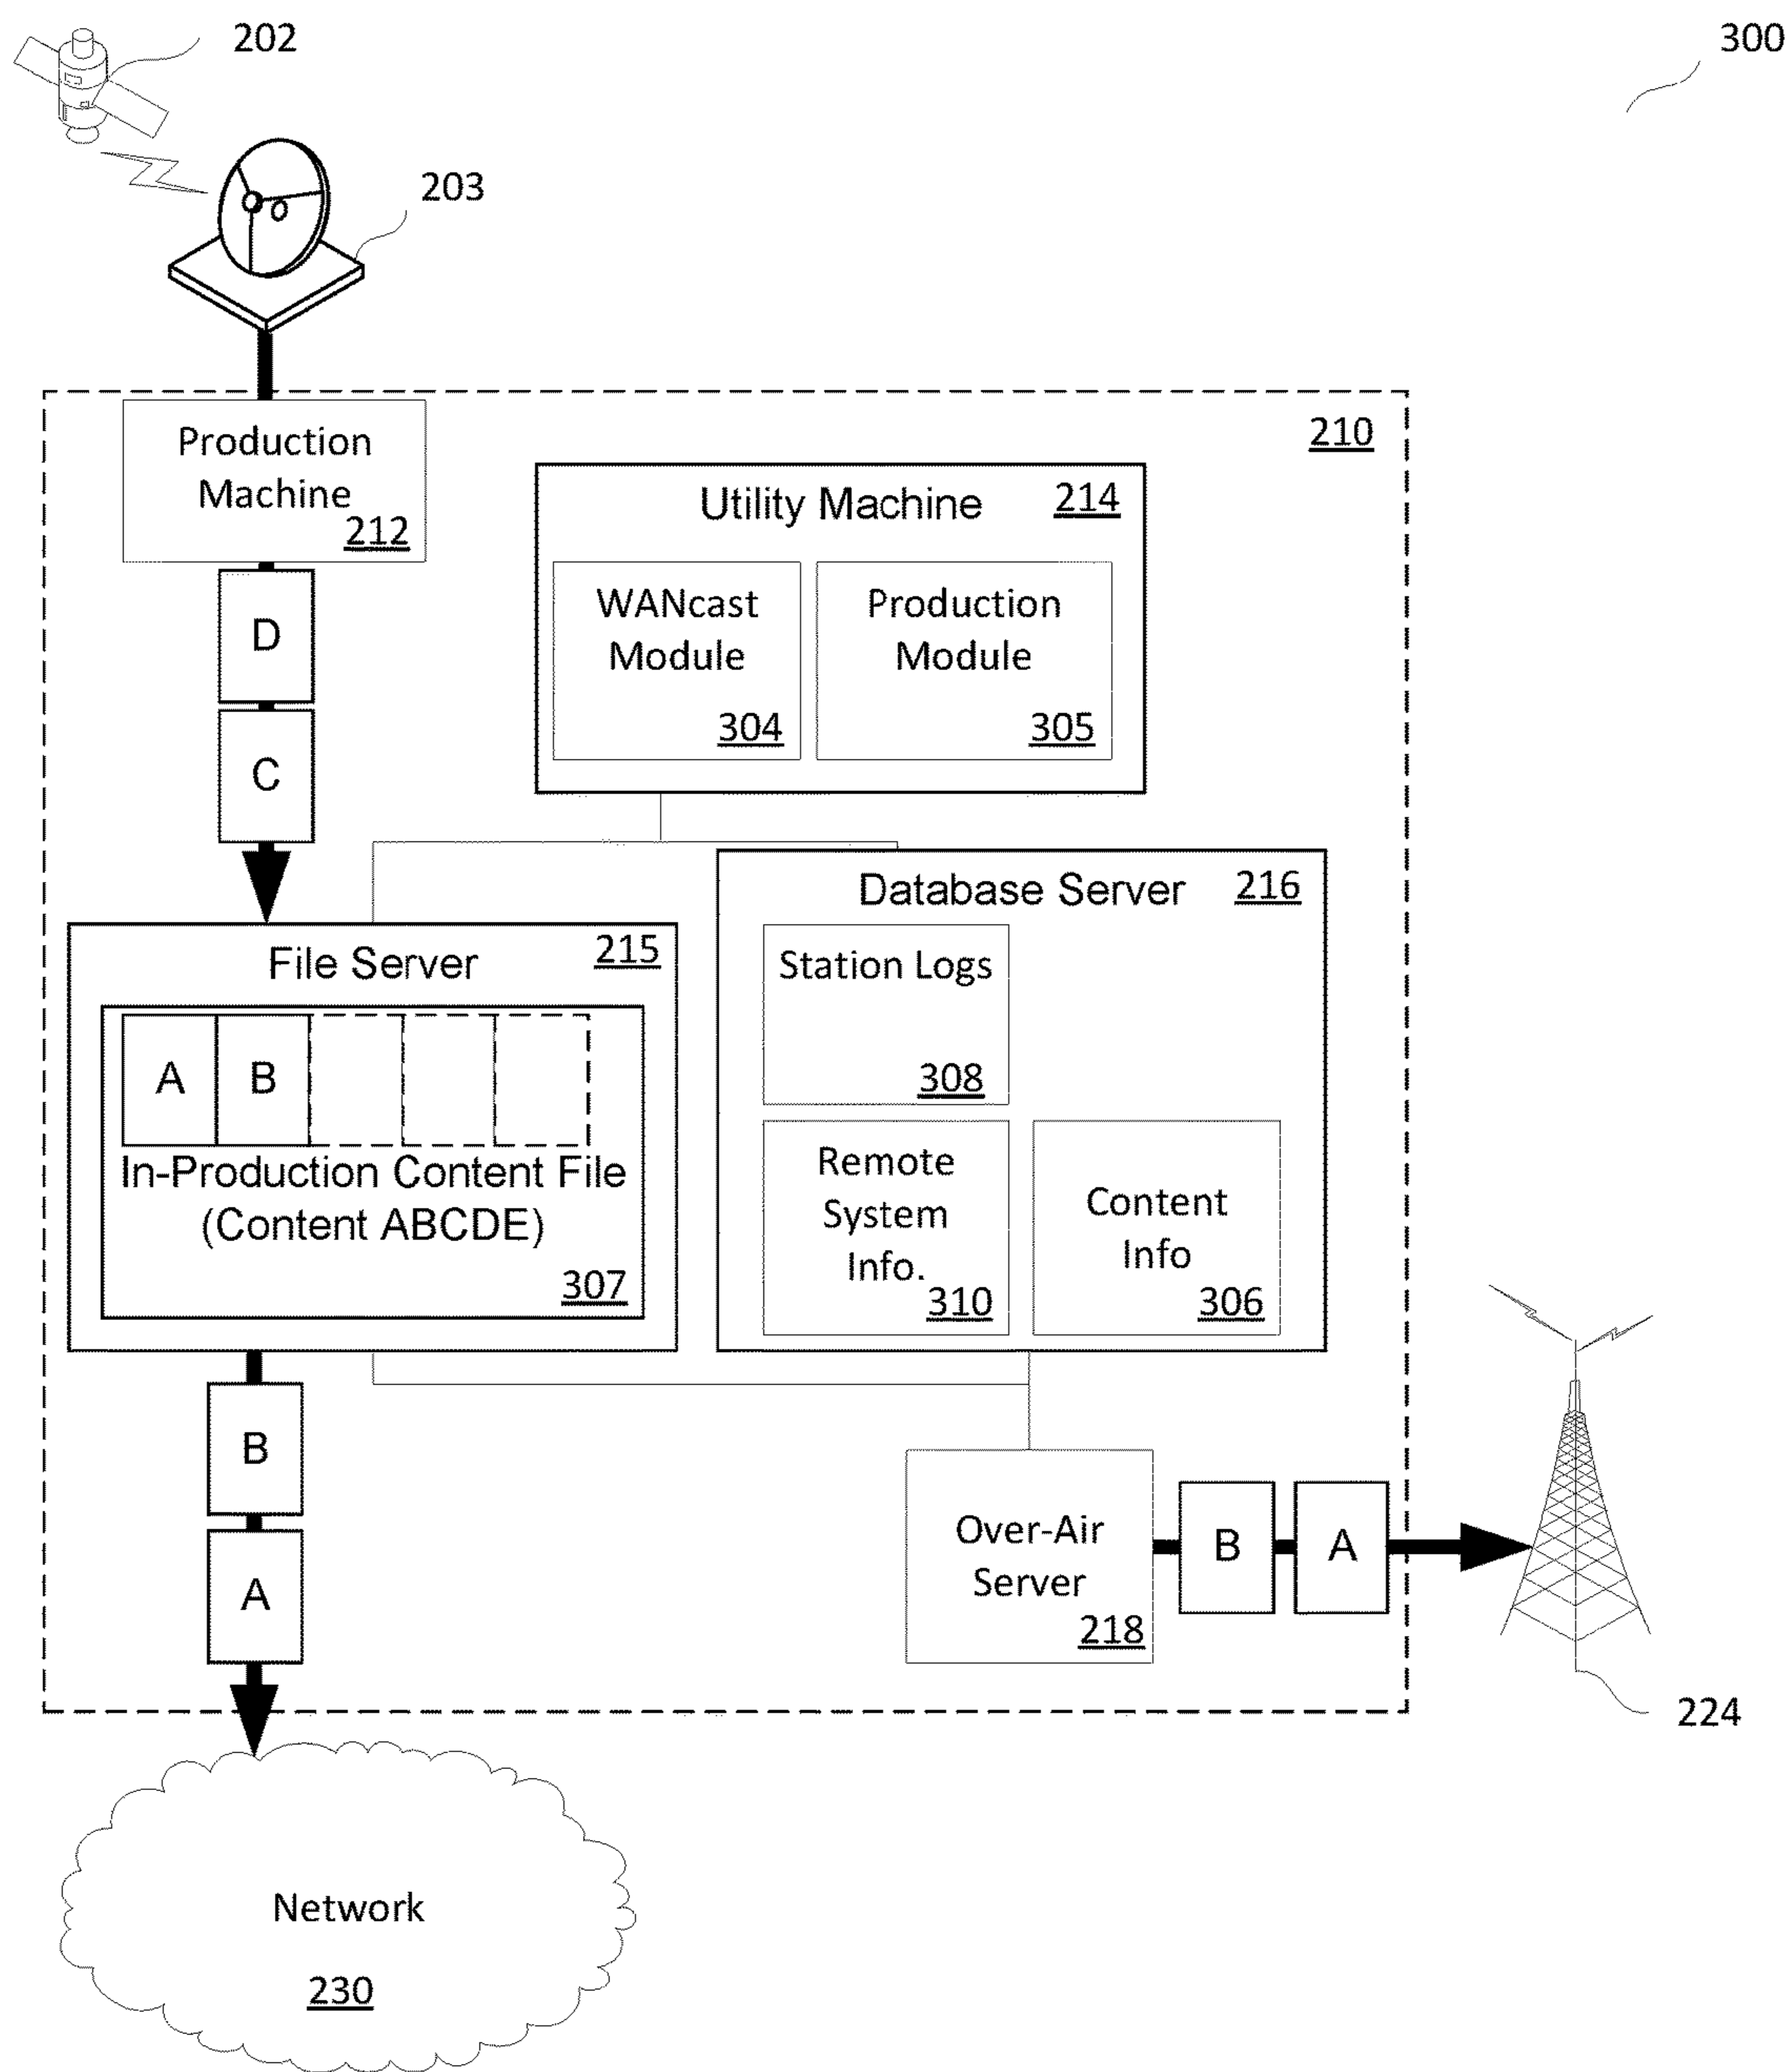 202
300
203
210
Production
Machine
212
Utility Machine
214
WANcast
Module
304
Production
Module
305
D
C
Database Server
216
File Server
215
Station Logs
308
A
B
In-Production Content File
(Content ABCDE)
307
Remote
System
Info.
310
Content
Info
306
B
A
Over-Air
Server
218
B
A
224
Network
230